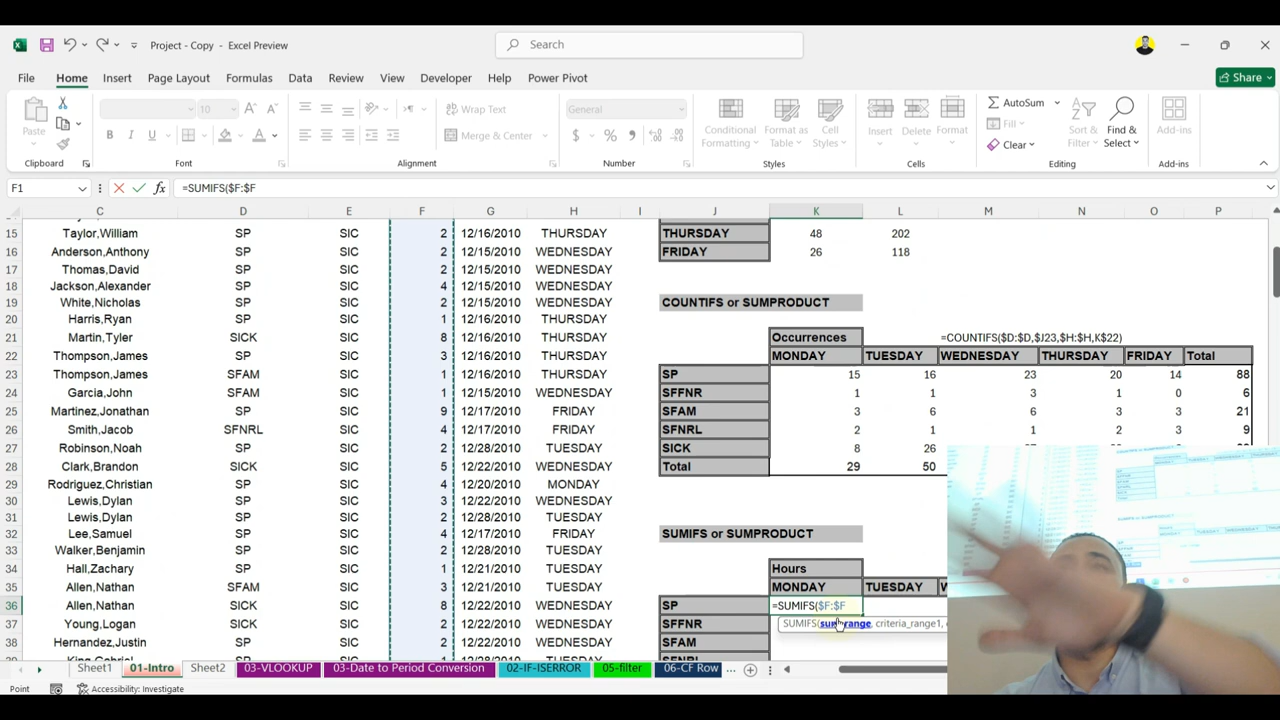 Project - Copy - Excel Preview
Search
File Home Insert Page Layout Formulas Data Review View Developer Help Power Pivot
Share
Paste
10
Wrap Text
Merge & Center
General
Conditional Formatting
Format as Table
Cell Styles
Insert
Delete
Format
AutoSum
Fill
Clear
Sort & Filter
Find & Select
Add-ins
Clipboard Font Alignment Number Styles Cells Editing Add-ins
F1 fx =SUMIFS($F:$F
C D E F G H I J K L M N O P
15 Taylor,William SP SIC 2 12/16/2010 THURSDAY THURSDAY 48 202
16 Anderson,Anthony SP SIC 2 12/15/2010 WEDNESDAY FRIDAY 26 118
17 Thomas,David SP SIC 2 12/15/2010 WEDNESDAY
18 Jackson,Alexander SP SIC 4 12/15/2010 WEDNESDAY
19 White,Nicholas SP SIC 2 12/15/2010 WEDNESDAY COUNTIFS or SUMPRODUCT
20 Harris,Ryan SP SIC 1 12/16/2010 THURSDAY
21 Martin,Tyler SICK SIC 8 12/16/2010 THURSDAY Occurrences =COUNTIFS($D:$D,$J23,$H:$H,K$22)
22 Thompson,James SP SIC 3 12/16/2010 THURSDAY MONDAY TUESDAY WEDNESDAY THURSDAY FRIDAY Total
23 Thompson,James SFAM SIC 1 12/16/2010 THURSDAY SP 15 16 23 20 14 88
24 Garcia,John SFAM SIC 1 12/15/2010 WEDNESDAY SFFNR 1 1 3 1 0 6
25 Martinez,Jonathan SP SIC 9 12/17/2010 FRIDAY SFAM 3 6 6 3 3 21
26 Smith,Jacob SFNRL SIC 4 12/17/2010 FRIDAY SFNRL 2 1 1 2 3 9
27 Robinson,Noah SP SIC 2 12/28/2010 TUESDAY SICK 8 26
28 Clark,Brandon SICK SIC 5 12/22/2010 WEDNESDAY Total 29 50
29 Rodriguez,Christian SP SIC 4 12/20/2010 MONDAY
30 Lewis,Dylan SP SIC 3 12/22/2010 WEDNESDAY
31 Lewis,Dylan SP SIC 2 12/28/2010 TUESDAY
32 Lee,Samuel SP SIC 4 12/17/2010 FRIDAY SUMIFS or SUMPRODUCT
33 Walker,Benjamin SP SIC 2 12/28/2010 TUESDAY
34 Hall,Zachary SP SIC 1 12/21/2010 TUESDAY Hours
35 Allen,Nathan SFAM SIC 3 12/21/2010 TUESDAY MONDAY TUESDAY
36 Allen,Nathan SICK SIC 8 12/22/2010 WEDNESDAY SP =SUMIFS($F:$F
37 Young,Logan SICK SIC 2 12/22/2010 WEDNESDAY SFFNR SUMIFS(sum_range, criteria_range1,
38 Hernandez,Justin SP SIC 2 12/22/2010 WEDNESDAY SFAM
Sheet1 01-Intro Sheet2 03-VLOOKUP 03-Date to Period Conversion 02-IF-ISERROR 05-filter 06-CF Row ...
Point Accessibility: Investigate